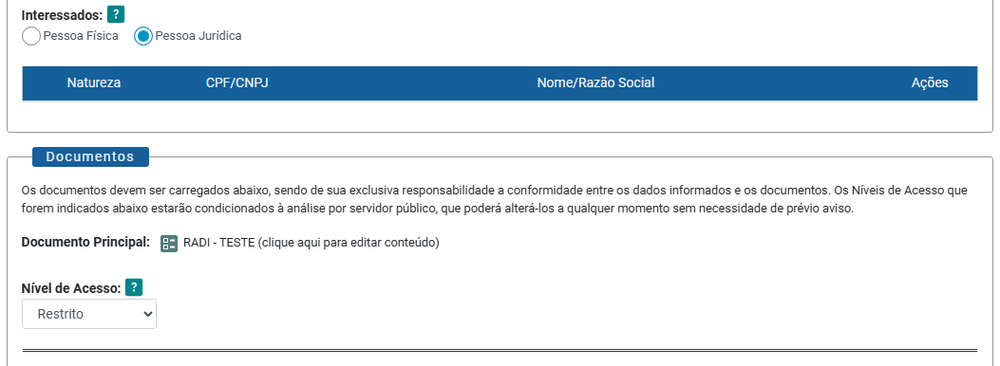 Interessados: ?
Pessoa Física Pessoa Jurídica
Natureza CPF/CNPJ Nome/Razão Social Ações
Documentos
Os documentos devem ser carregados abaixo, sendo de sua exclusiva responsabilidade a conformidade entre os dados informados e os documentos. Os Níveis de Acesso que
forem indicados abaixo estarão condicionados à análise por servidor público, que poderá alterá-los a qualquer momento sem necessidade de prévio aviso.
Documento Principal: RADI - TESTE (clique aqui para editar conteúdo)
Nível de Acesso: ?
Restrito